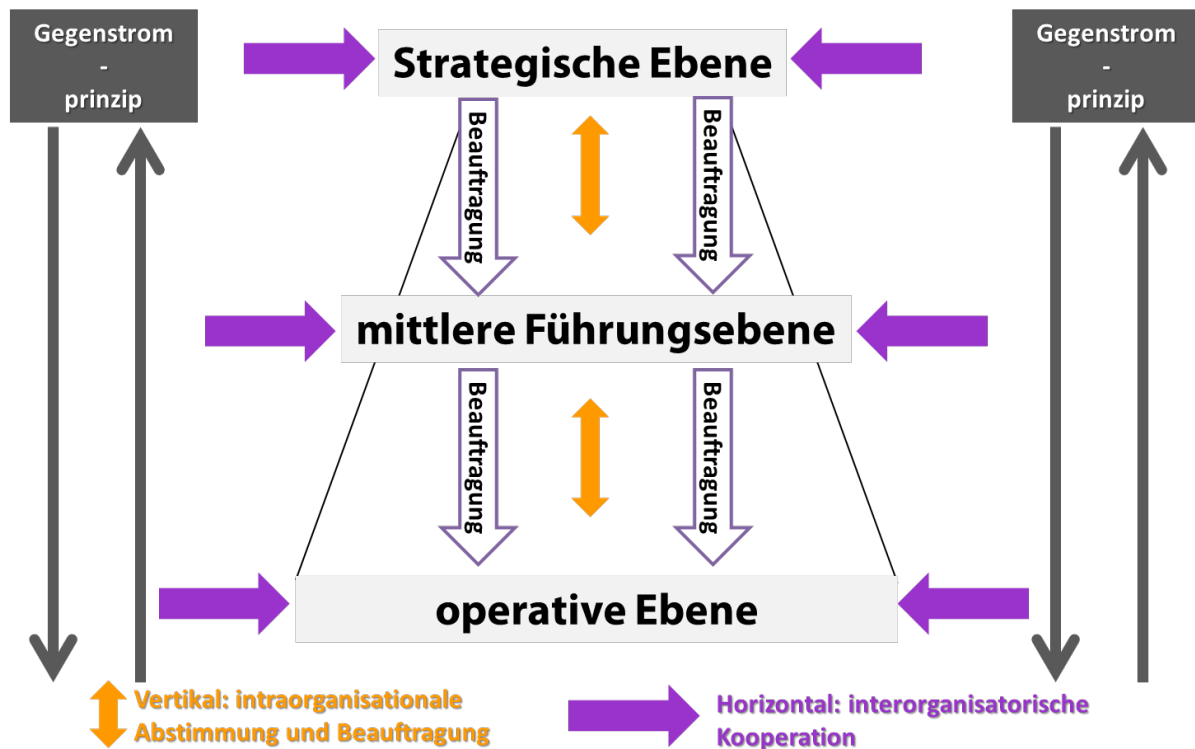 Gegenstrom
-
prinzip
Gegenstrom
-
prinzip
Strategische Ebene
Beauftragung
Beauftragung
mittlere Führungsebene
Beauftragung
Beauftragung
operative Ebene
Vertikal: intraorganisationale
Abstimmung und Beauftragung
Horizontal: interorganisatorische
Kooperation